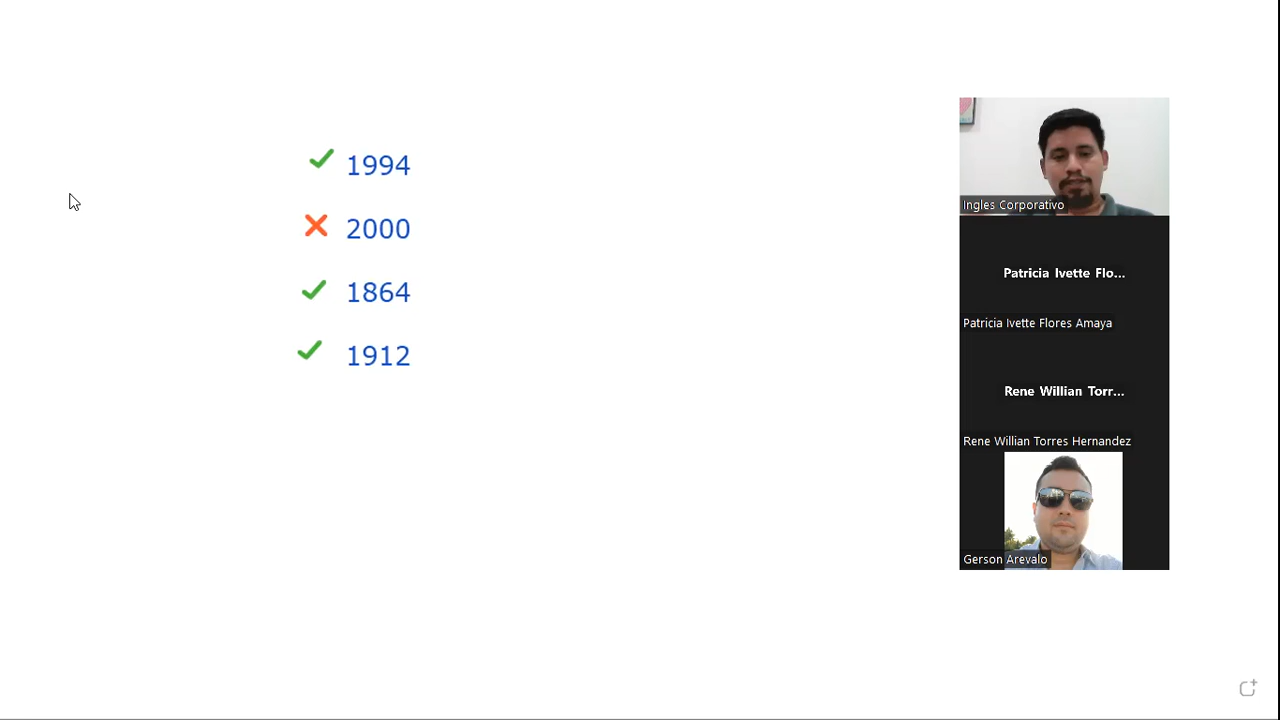 1994
2000
1864
1912
Ingles Corporativo
Patricia Ivette Flo...
Patricia Ivette Flores Amaya
Rene Willian Torr...
Rene Willian Torres Hernandez
Gerson Arevalo